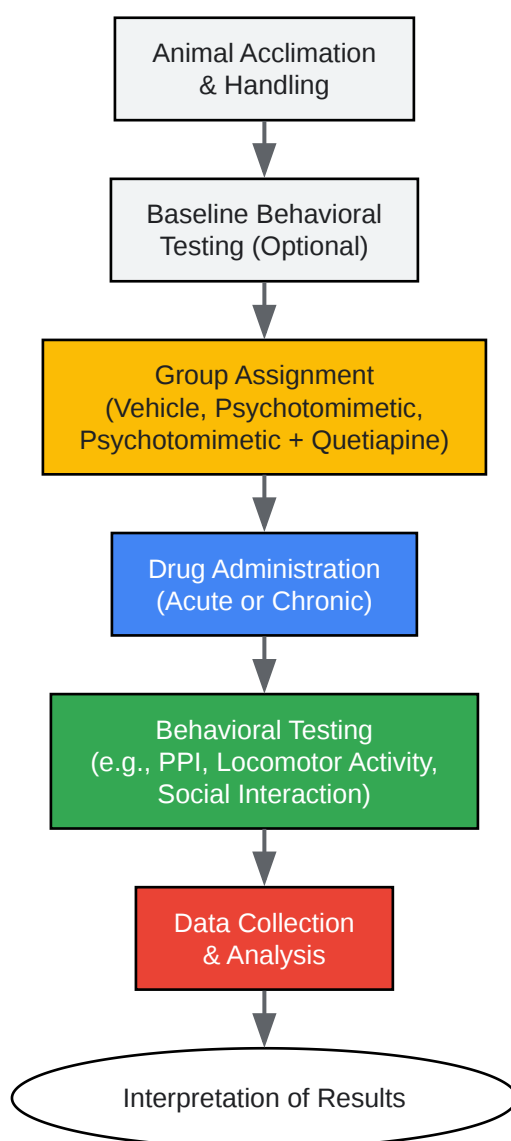 Animal Acclimation
& Handling
Baseline Behavioral
Testing (Optional)
Group Assignment
(Vehicle, Psychotomimetic,
Psychotomimetic + Quetiapine)
Drug Administration
(Acute or Chronic)
Behavioral Testing
(e.g., PPI, Locomotor Activity,
Social Interaction)
Data Collection
& Analysis
Interpretation of Results